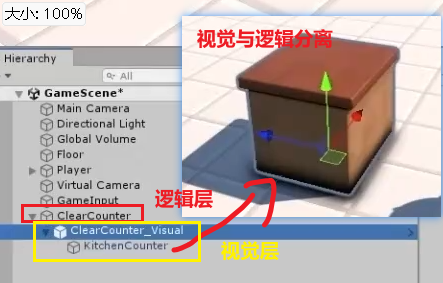 大小: 100%
视觉与逻辑分离
Hierarchy
All
GameScene*
Main Camera
Directional Light
Global Volume
Floor
Player
Virtual Camera
GameInput
ClearCounter
逻辑层
ClearCounter_Visual
KitchenCounter
视觉层